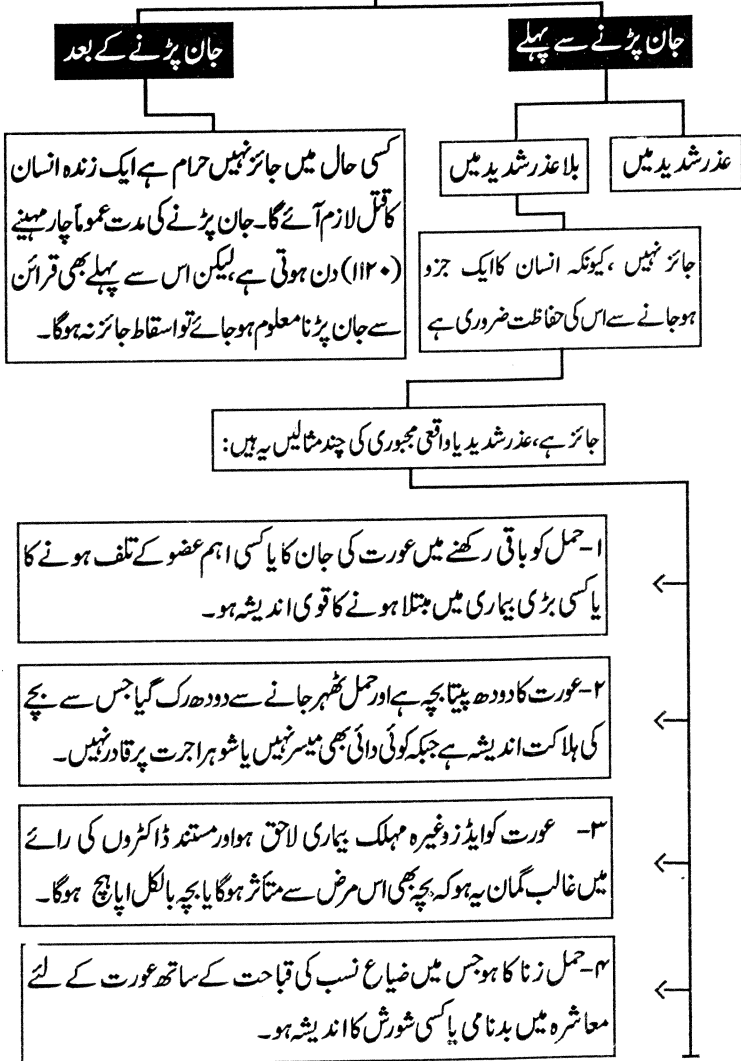 جان پڑنے سے پہلے
جان پڑنے کے بعد
عذر شدید میں
بلا عذر شدید میں
کسی حال میں جائز نہیں حرام ہے ایک زندہ انسان
کا قتل لازم آئے گا۔ جان پڑنے کی مدت عموماً چار مہینے
(۱۱۲۰) دن ہوتی ہے، لیکن اس سے پہلے بھی قرائن
سے جان پڑنا معلوم ہو جائے تو اسقاط جائز نہ ہوگا۔
جائز نہیں، کیونکہ انسان کا ایک جزو
ہو جانے سے اس کی حفاظت ضروری ہے
جائز ہے، عذر شدید یا واقعی مجبوری کی چند مثالیں یہ ہیں:
۱- حمل کو باقی رکھنے میں عورت کی جان کا یا کسی اہم عضو کے تلف ہونے کا
یا کسی بڑی بیماری میں مبتلا ہونے کا قوی اندیشہ ہو۔
۲- عورت کا دودھ پیتا بچہ ہے اور حمل ٹھہر جانے سے دودھ رک گیا جس سے بچے
کی ہلاکت اندیشہ ہے جبکہ کوئی دائی بھی میسر نہیں یا شوہر اجرت پر قادر نہیں۔
۳- عورت کو ایڈز وغیرہ مہلک بیماری لاحق ہو اور مستند ڈاکٹروں کی رائے
میں غالب گمان یہ ہو کہ بچہ بھی اس مرض سے متأثر ہوگا یا بچہ بالکل اپاہج ہوگا۔
۴- حمل زنا کا ہو جس میں ضیاع نسب کی قباحت کے ساتھ عورت کے لئے
معاشرہ میں بدنامی یا کسی شورش کا اندیشہ ہو۔